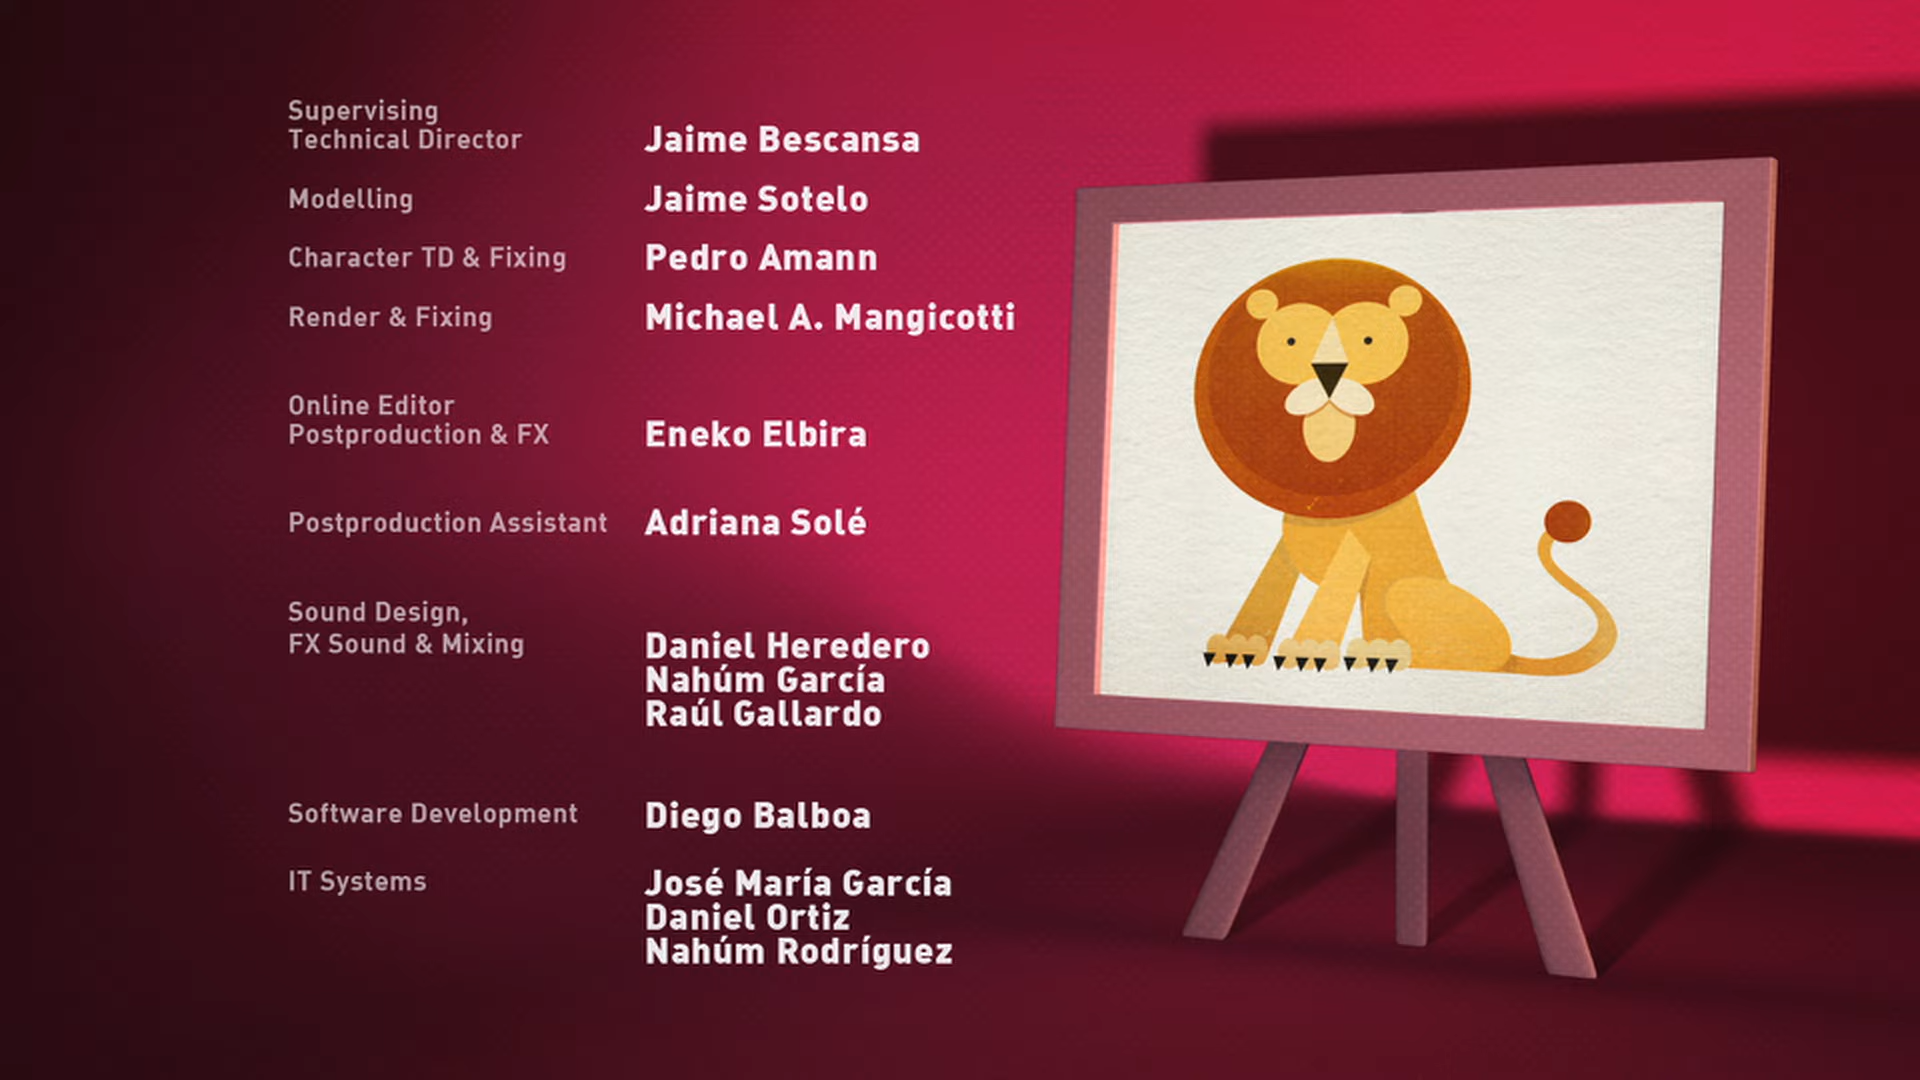 Supervising
Technical Director Jaime Bescansa
Modelling Jaime Sotelo
Character TD & Fixing Pedro Amann
Render & Fixing Michael A. Mangicotti
Online Editor
Postproduction & FX Eneko Elbira
Postproduction Assistant Adriana Solé
Sound Design,
FX Sound & Mixing Daniel Heredero
Nahúm García
Raúl Gallardo
Software Development Diego Balboa
IT Systems José María García
Daniel Ortiz
Nahúm Rodríguez